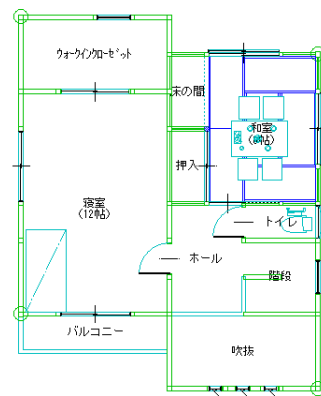 ウォークインクローゼット
床の間
和室
(6帖)
押入
寝室
(12帖)
トイレ
ホール
階段
バルコニー
吹抜